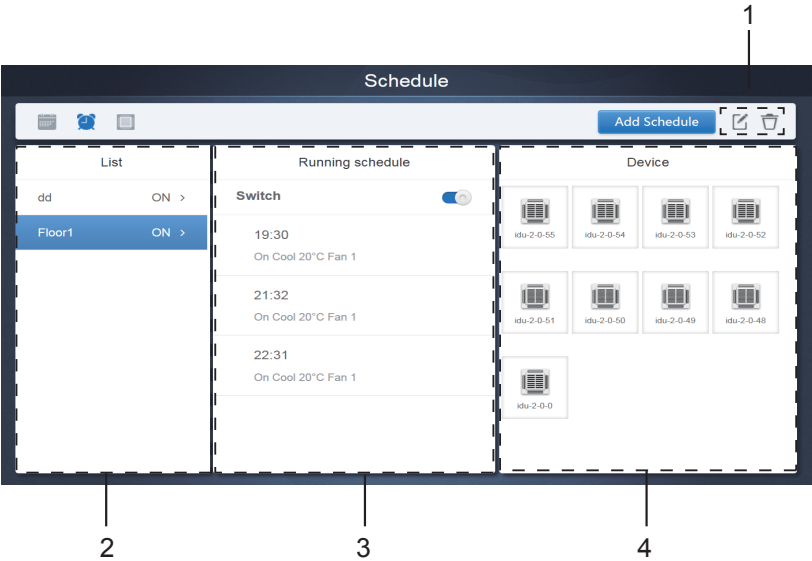 1
Schedule
Add Schedule
List
Running schedule
Device
dd ON >
Floor1 ON >
Switch
19:30
On Cool 20°C Fan 1
21:32
On Cool 20°C Fan 1
22:31
On Cool 20°C Fan 1
idu-2-0-55 idu-2-0-54 idu-2-0-53 idu-2-0-52
idu-2-0-51 idu-2-0-50 idu-2-0-49 idu-2-0-48
idu-2-0-0
2 3 4